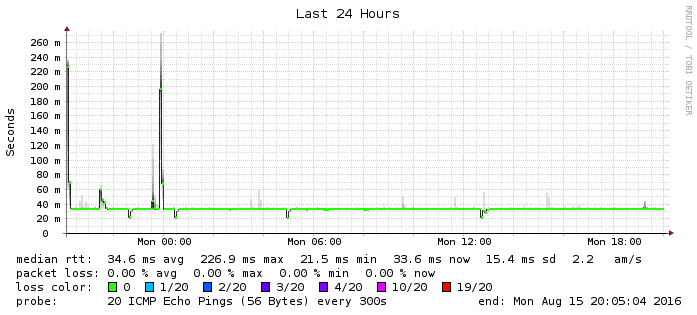 Last 24 Hours
RRDTOOL / TOBI OETIKER
Seconds
260 m
240 m
220 m
200 m
180 m
160 m
140 m
120 m
100 m
80 m
60 m
40 m
20 m
0
Mon 00:00 Mon 06:00 Mon 12:00 Mon 18:00
median rtt: 34.6 ms avg 226.9 ms max 21.5 ms min 33.6 ms now 15.4 ms sd 2.2 am/s
packet loss: 0.00 % avg 0.00 % max 0.00 % min 0.00 % now
loss color: 0 1/20 2/20 3/20 4/20 10/20 19/20
probe: 20 ICMP Echo Pings (56 Bytes) every 300s end: Mon Aug 15 20:05:04 2016